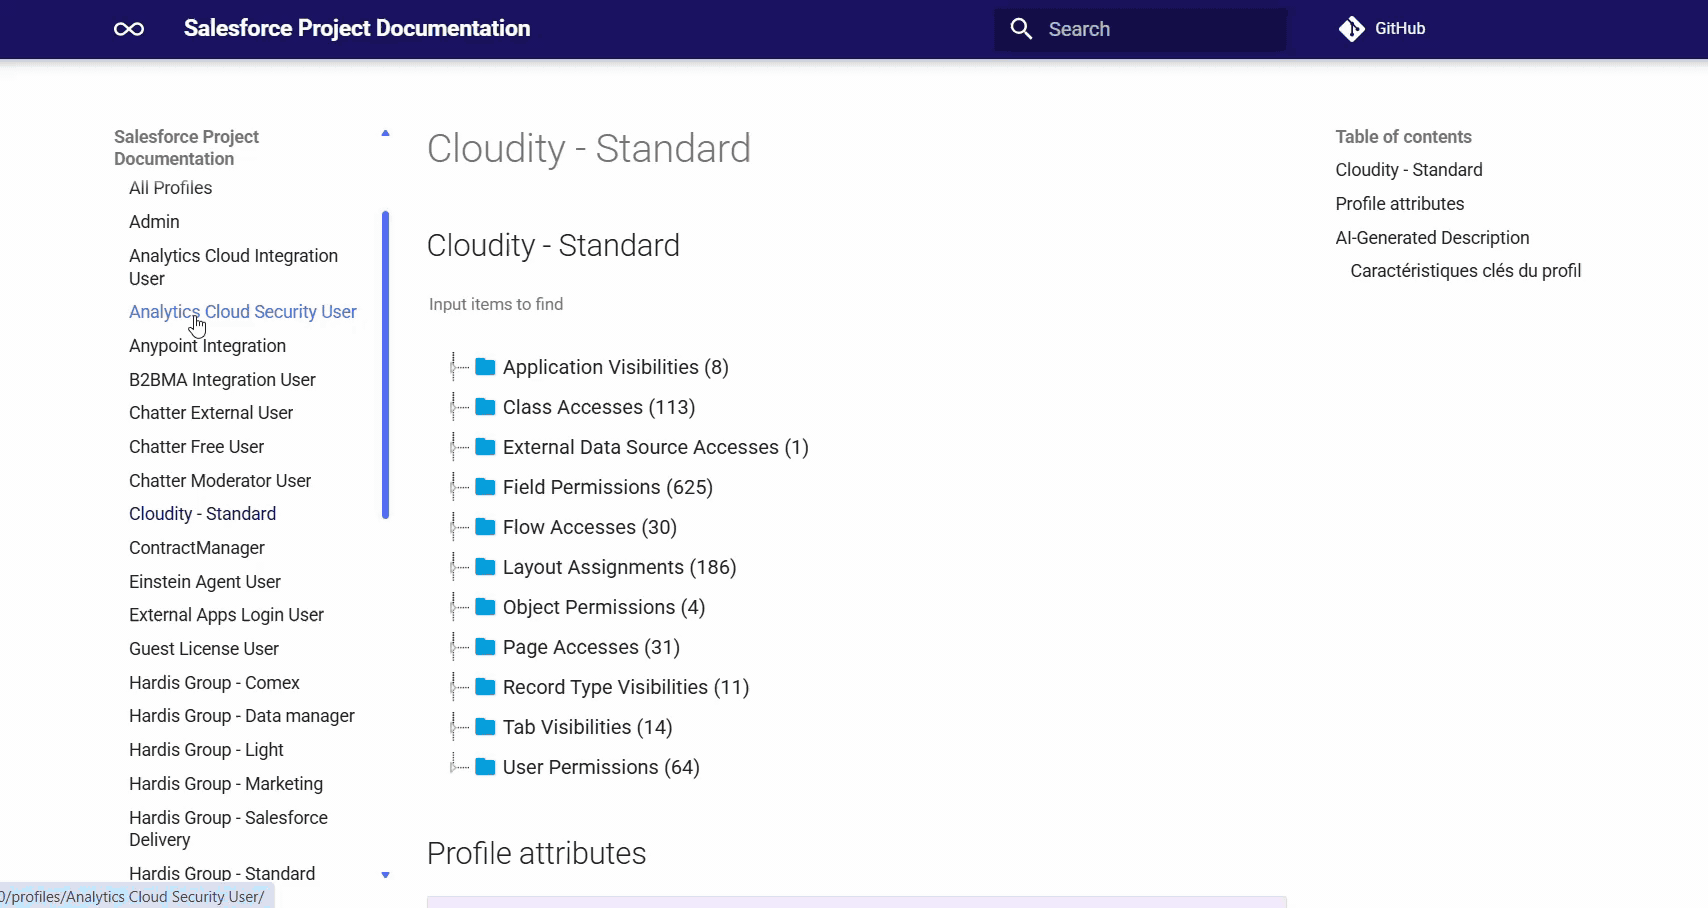 Salesforce Project Documentation
Search
GitHub
Salesforce Project
Documentation
All Profiles
Admin
Analytics Cloud Integration
User
Analytics Cloud Security User
Anypoint Integration
B2BMA Integration User
Chatter External User
Chatter Free User
Chatter Moderator User
Cloudity - Standard
ContractManager
Einstein Agent User
External Apps Login User
Guest License User
Hardis Group - Comex
Hardis Group - Data manager
Hardis Group - Light
Hardis Group - Marketing
Hardis Group - Salesforce
Delivery
Hardis Group - Standard
Cloudity - Standard
Cloudity - Standard
Input items to find
Application Visibilities (8)
Class Accesses (113)
External Data Source Accesses (1)
Field Permissions (625)
Flow Accesses (30)
Layout Assignments (186)
Object Permissions (4)
Page Accesses (31)
Record Type Visibilities (11)
Tab Visibilities (14)
User Permissions (64)
Profile attributes
Table of contents
Cloudity - Standard
Profile attributes
AI-Generated Description
Caractéristiques clés du profil
0/profiles/Analytics Cloud Security User/